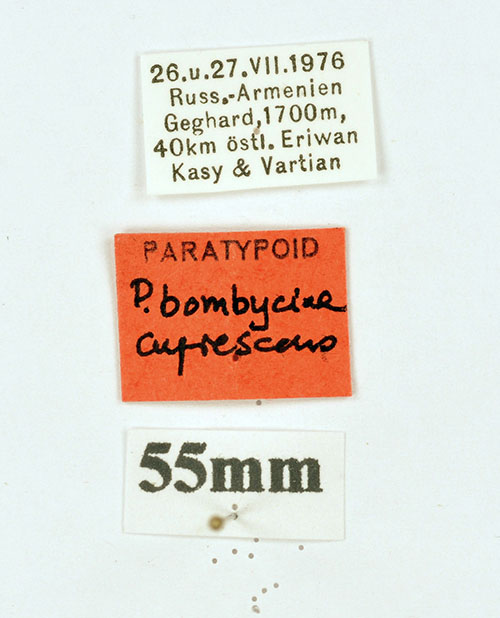 26.u.27.VII.1976
Russ.-Armenien
Geghard,1700m,
40km östl. Eriwan
Kasy & Vartian
PARATYPOID
P. bombycina
cuprescens
55mm